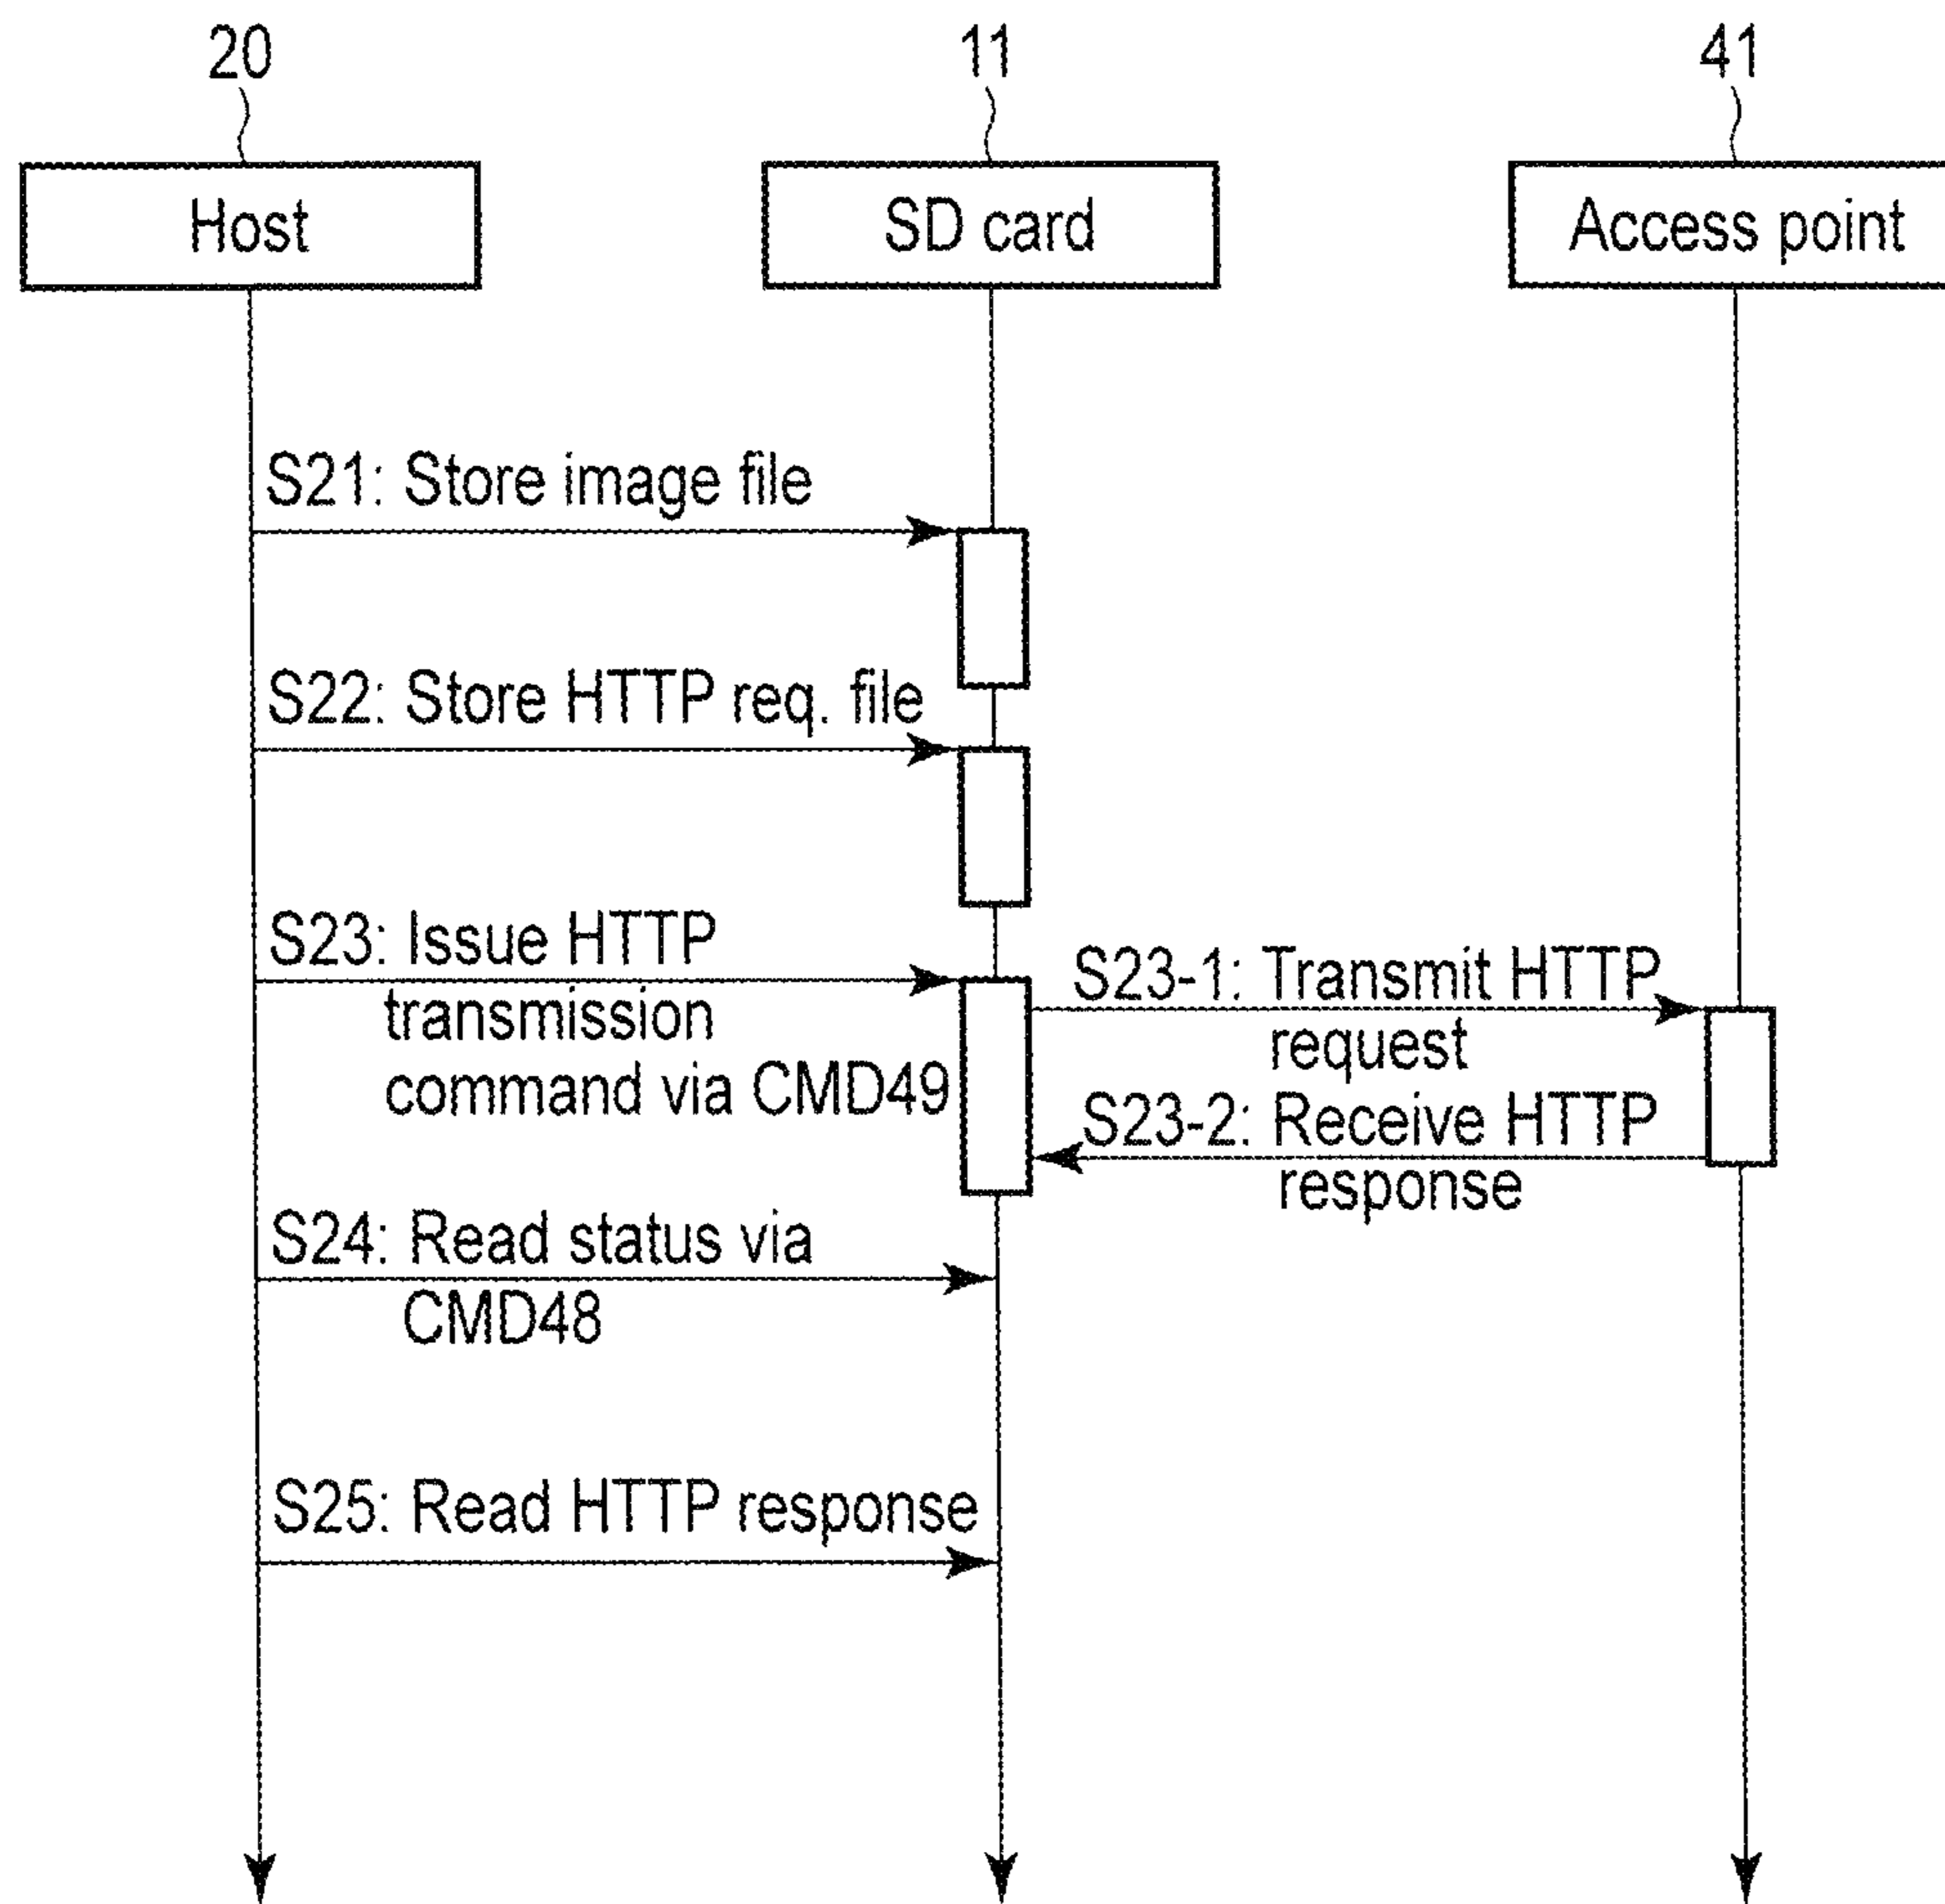 20
11
41
Host
SD card
Access point
S21: Store image file
S22: Store HTTP req. file
S23: Issue HTTP
transmission
command via CMD49
S23-1: Transmit HTTP
request
S23-2: Receive HTTP
response
S24: Read status via
CMD48
S25: Read HTTP response